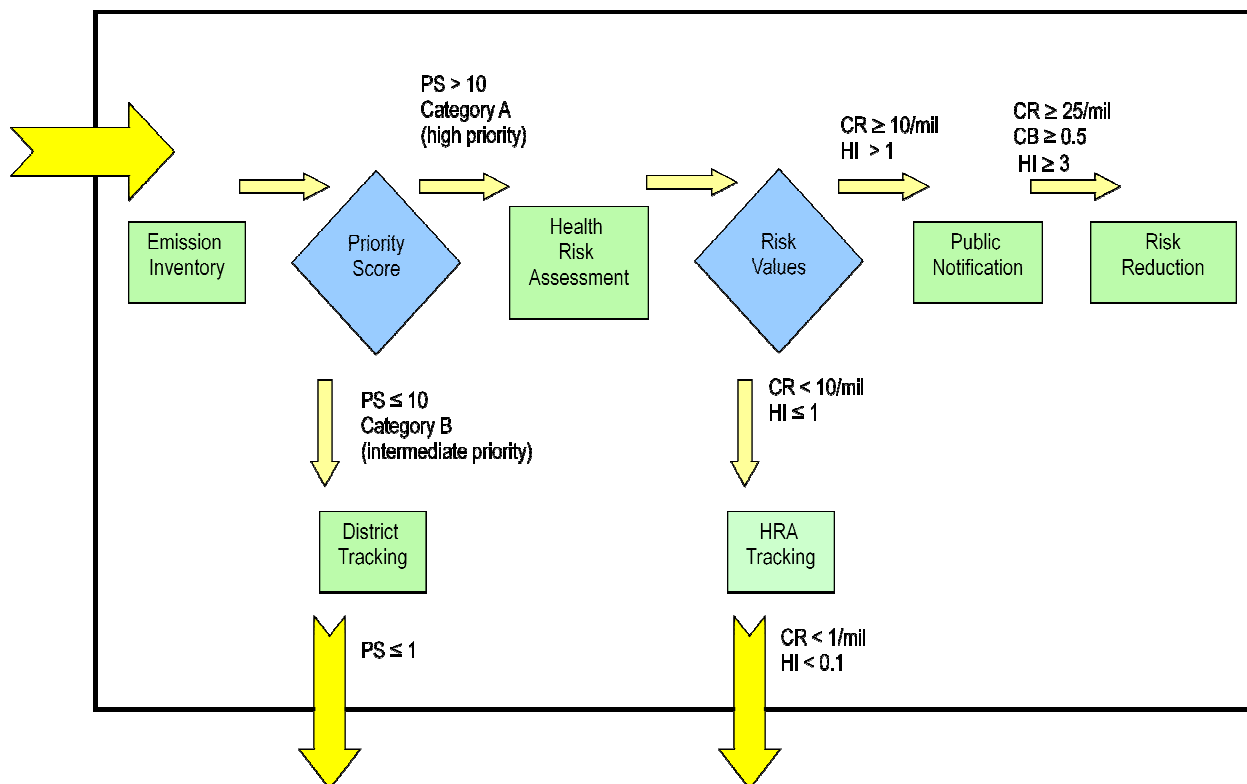 PS > 10
Category A
(high priority)
CR ≥ 10/mil
HI > 1
CR ≥ 25/mil
CB ≥ 0.5
HI ≥ 3
Emission
Inventory
Priority
Score
Health
Risk
Assessment
Risk
Values
Public
Notification
Risk
Reduction
PS ≤ 10
Category B
(intermediate priority)
CR < 10/mil
HI ≤ 1
District
Tracking
HRA
Tracking
PS ≤ 1
CR < 1/mil
HI < 0.1